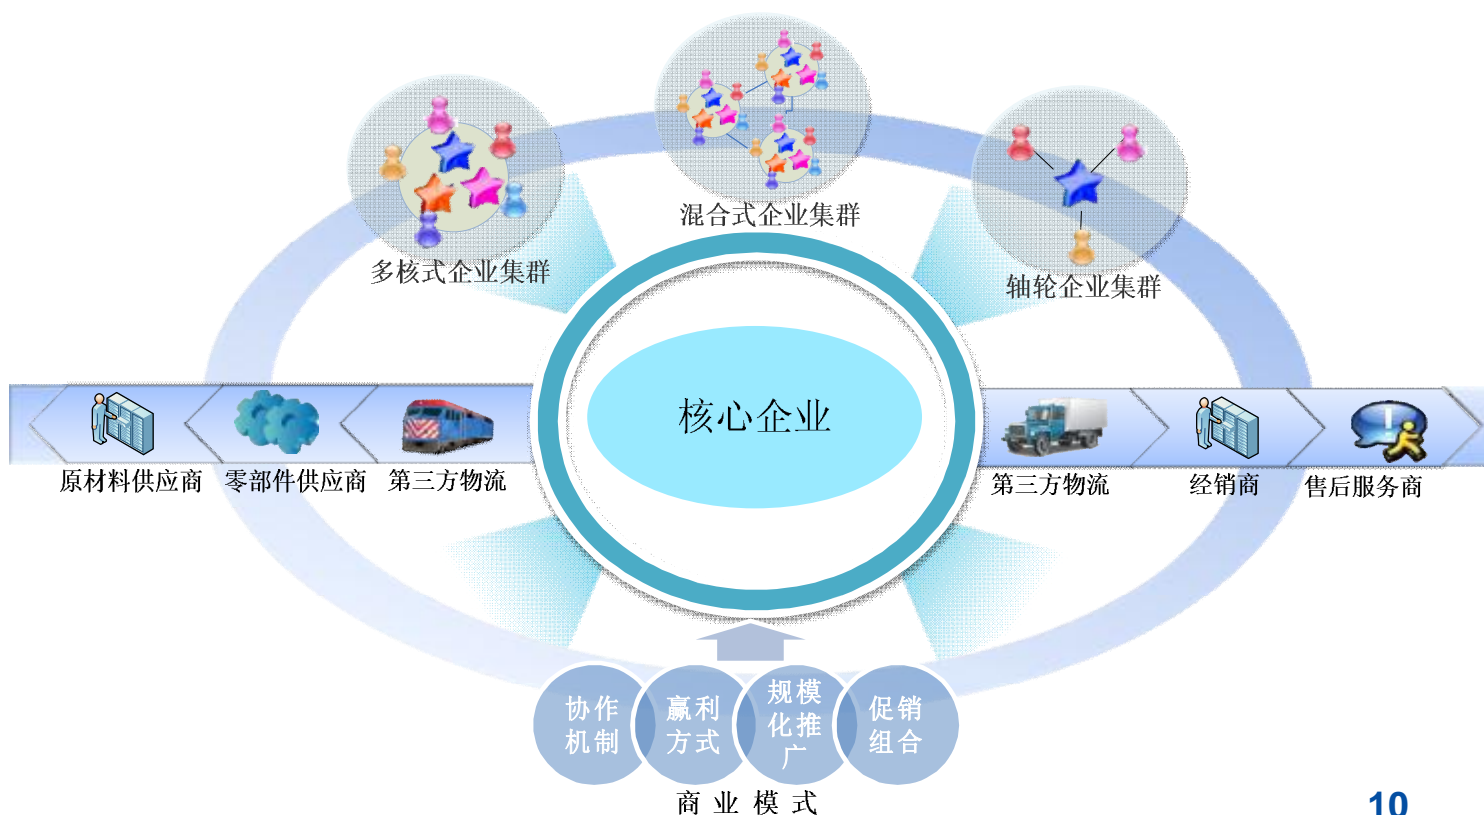 混合式企业集群
多核式企业集群
轴轮企业集群
核心企业
原材料供应商
零部件供应商
第三方物流
第三方物流
经销商
售后服务商
协作
机制
赢利
方式
规模
化推
广
促销
组合
商业模式
10